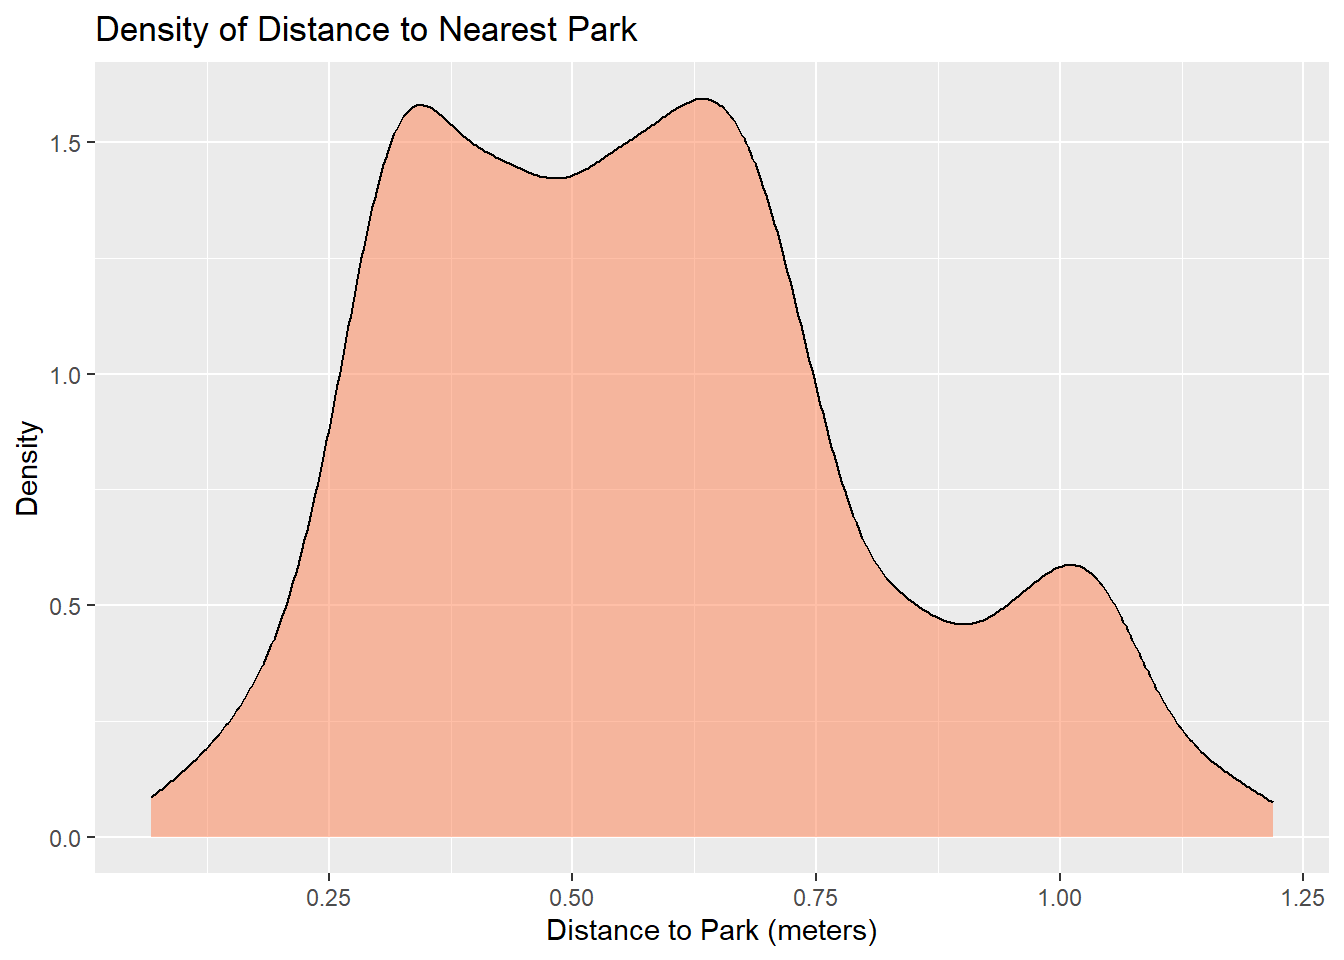 Density of Distance to Nearest Park
Density
1.5
1.0
0.5
0.0
0.25 0.50 0.75 1.00 1.25
Distance to Park (meters)